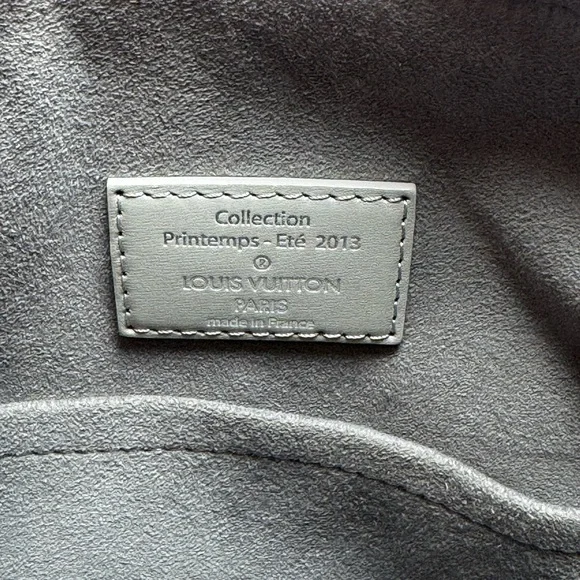 Collection
Printemps - Eté 2013
®
LOUIS VUITTON
PARIS
made in France